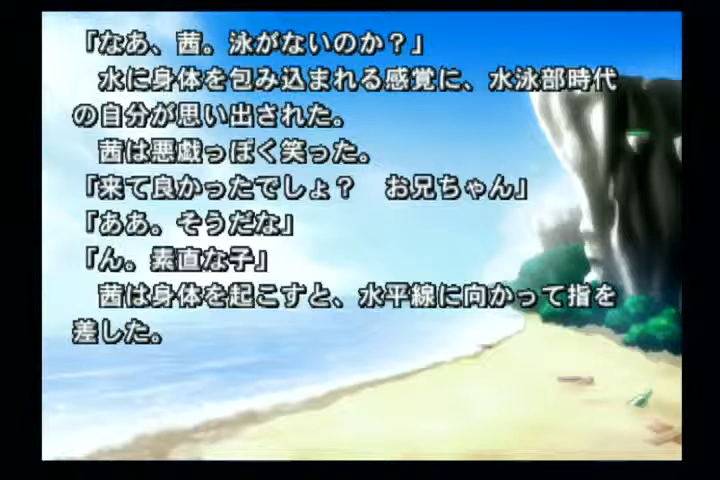 「なあ、茜。泳がないのか？」
　水に身体を包み込まれる感覚に、水泳部時代
の自分が思い出された。
　茜は悪戯っぽく笑った。
「来て良かったでしょ？　お兄ちゃん」
「ああ。そうだな」
「ん。素直な子」
　茜は身体を起こすと、水平線に向かって指を
差した。